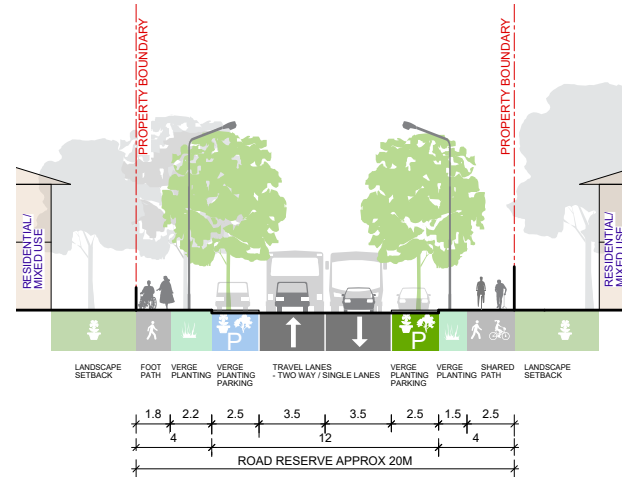 PROPERTY BOUNDARY
PROPERTY BOUNDARY
RESIDENTIAL/
MIXED USE
RESIDENTIAL/
MIXED USE
P
P
LANDSCAPE
SETBACK
FOOT
PATH
VERGE
PLANTING
VERGE
PLANTING
PARKING
TRAVEL LANES
- TWO WAY / SINGLE LANES
VERGE
PLANTING
PARKING
VERGE
PLANTING
SHARED
PATH
LANDSCAPE
SETBACK
1.8 2.2 2.5 3.5 3.5 2.5 1.5 2.5
4 12 4
ROAD RESERVE APPROX 20M